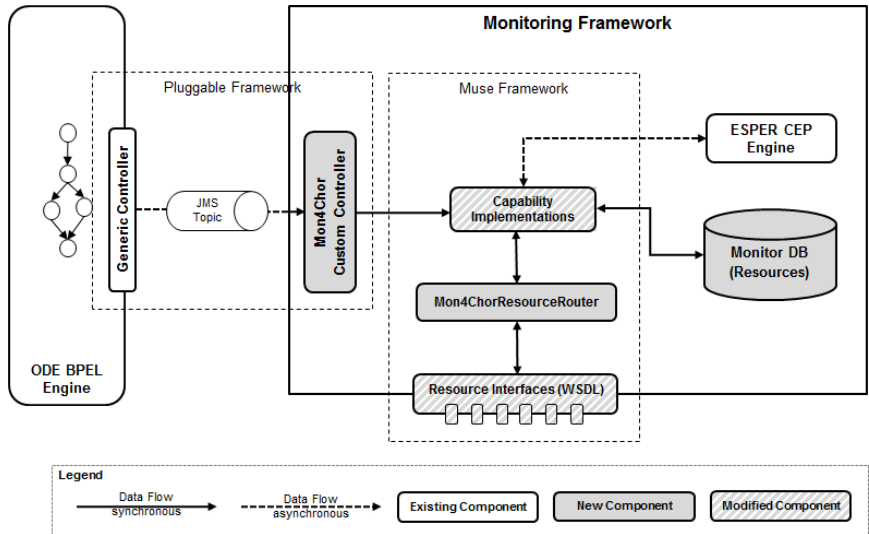 Monitoring Framework
Pluggable Framework
Muse Framework
ESPER CEP
Engine
Generic Controller
JMS
Topic
Mon4Chor
Custom Controller
Capability
Implementations
Monitor DB
(Resources)
Mon4ChorResourceRouter
ODE BPEL
Engine
Resource Interfaces (WSDL)
Legend
Data Flow
synchronous
Data Flow
asynchronous
Existing Component
New Component
Modified Component